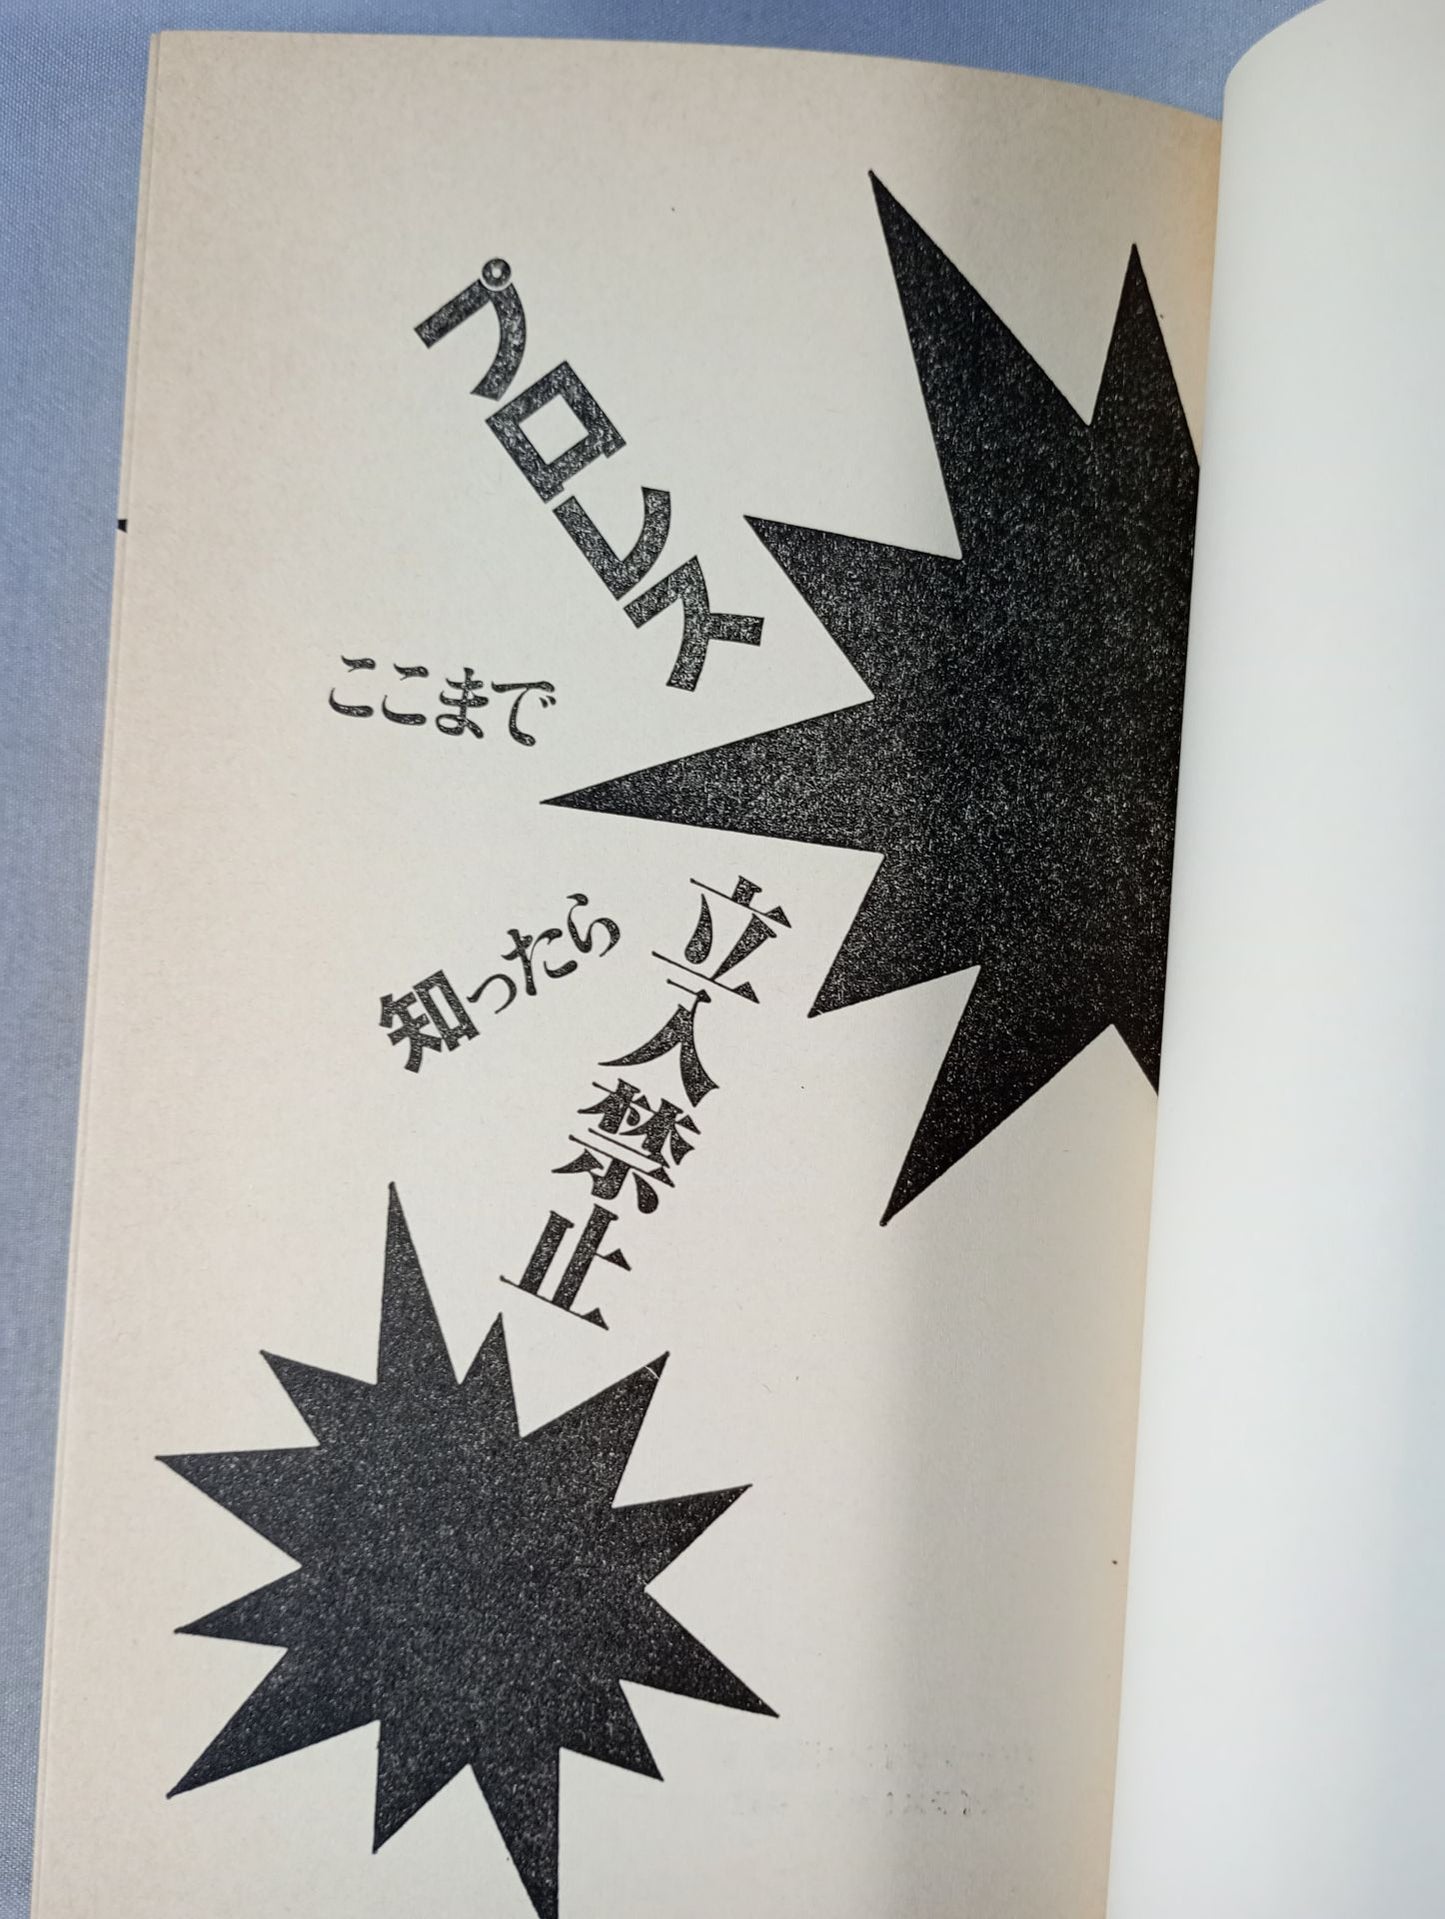 プロレス
ここまで
知ったら
立入禁止